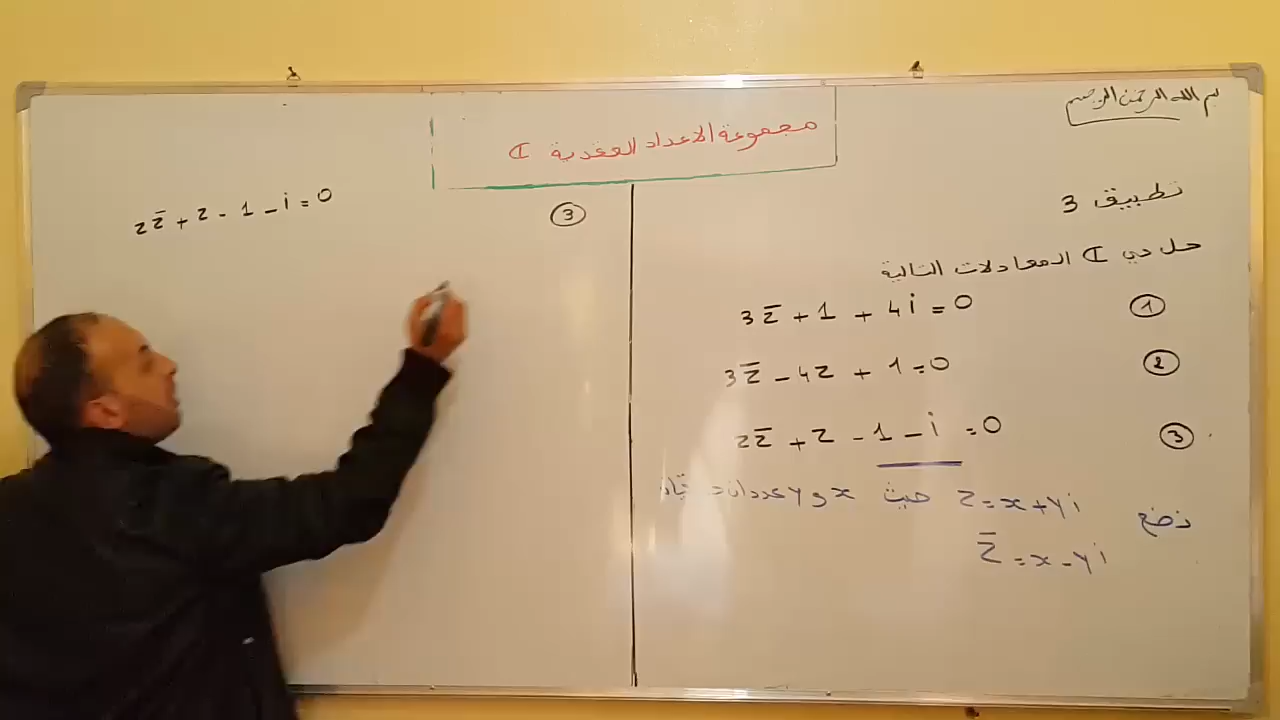 بسم الله الرحمن الرحيم
مجموعة الاعداد العقدية ℂ
تطبيق 3
حل في ℂ المعادلات التالية
① 3z̅ + 1 + 4i = 0
② 3z̅ - 4z + 1 = 0
③ zz̅ + z - 1 - i = 0
نضع z = x + yi حيث x و y عددان
z̅ = x - yi
③
zz̅ + z - 1 - i = 0